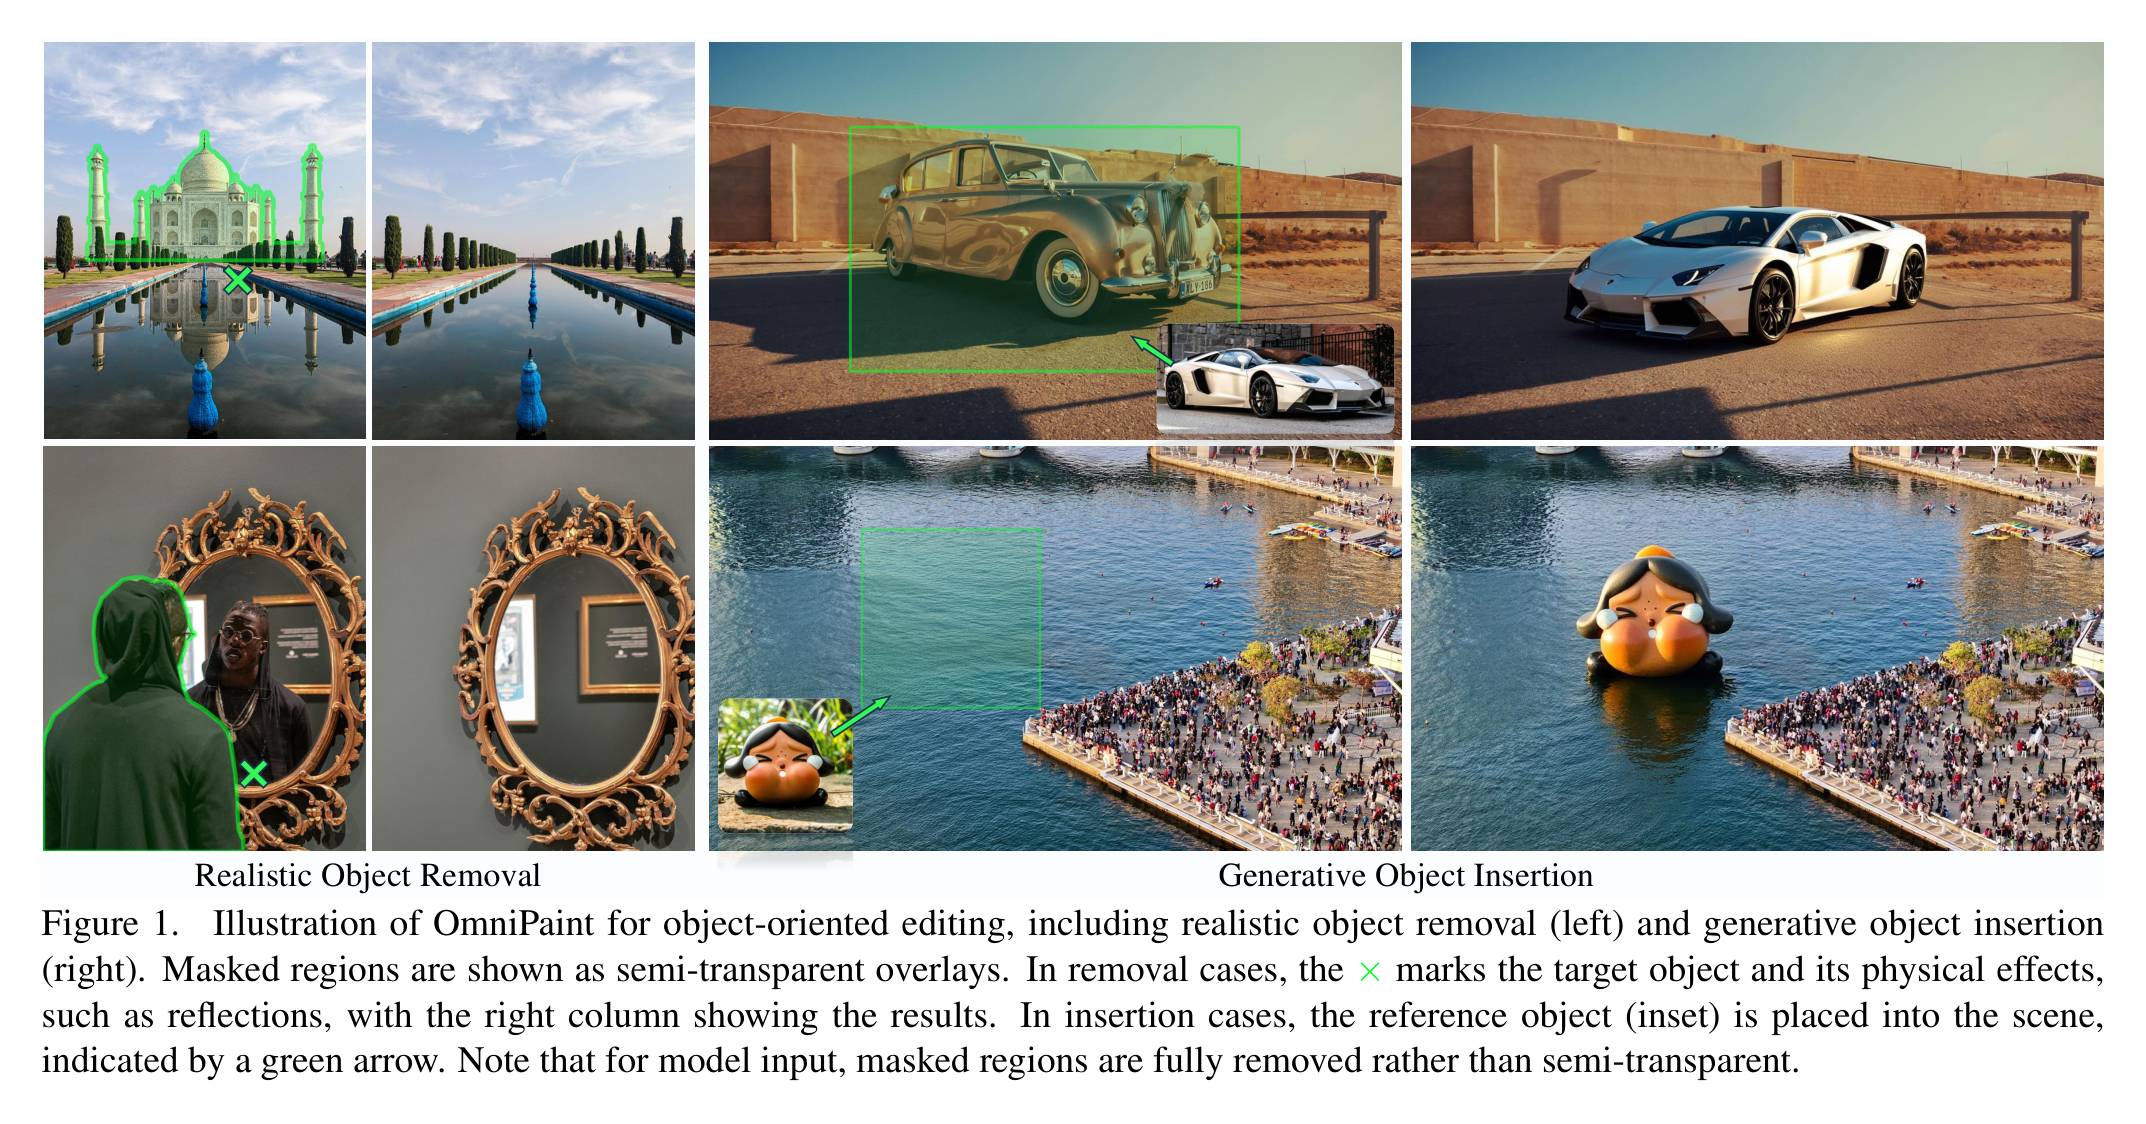 XLY·186
Realistic Object Removal
Generative Object Insertion
Figure 1. Illustration of OmniPaint for object-oriented editing, including realistic object removal (left) and generative object insertion
(right). Masked regions are shown as semi-transparent overlays. In removal cases, the × marks the target object and its physical effects,
such as reflections, with the right column showing the results. In insertion cases, the reference object (inset) is placed into the scene,
indicated by a green arrow. Note that for model input, masked regions are fully removed rather than semi-transparent.